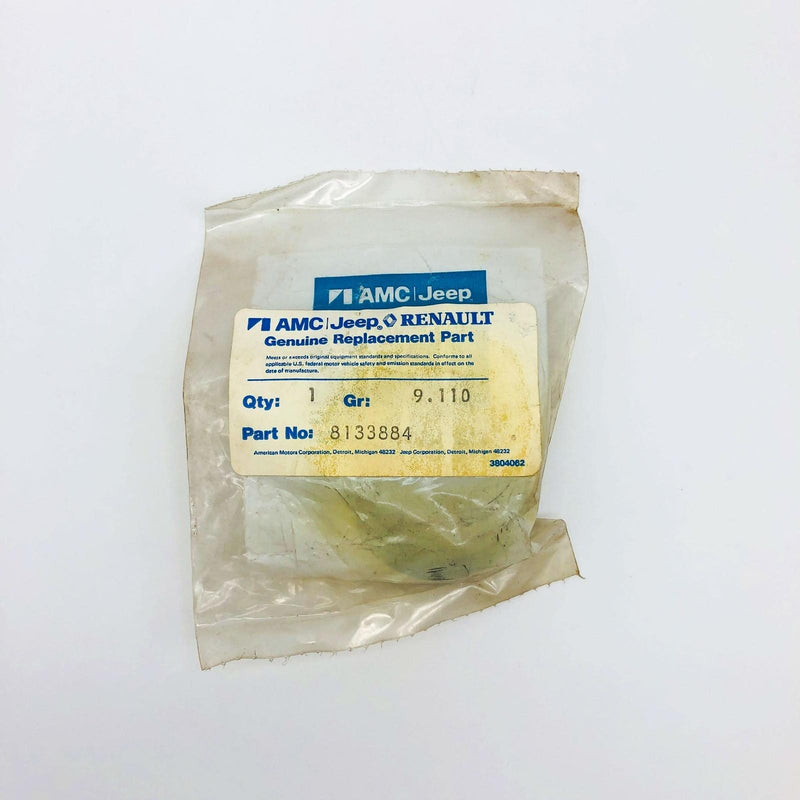 AMC|Jeep
AMC|Jeep® RENAULT
Genuine Replacement Part
Meets or exceeds original equipment standards and specifications. Conforms to all
applicable U.S. federal motor vehicle safety and emission standards in effect on the
date of manufacture.
Qty: 1 Gr: 9.110
Part No: 8133884
American Motors Corporation, Detroit, Michigan 48232 Jeep Corporation, Detroit, Michigan 48232
3804062